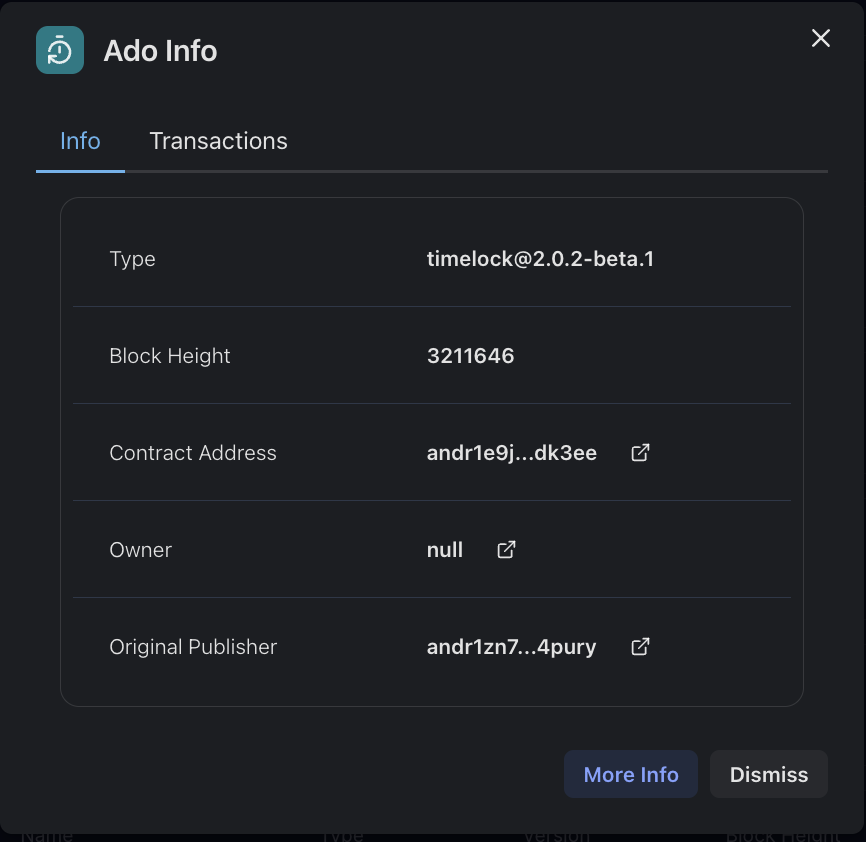 Ado Info
Info Transactions
Type timelock@2.0.2-beta.1
Block Height 3211646
Contract Address andr1e9j...dk3ee
Owner null
Original Publisher andr1zn7...4pury
More Info Dismiss
Name Type Version Block Height